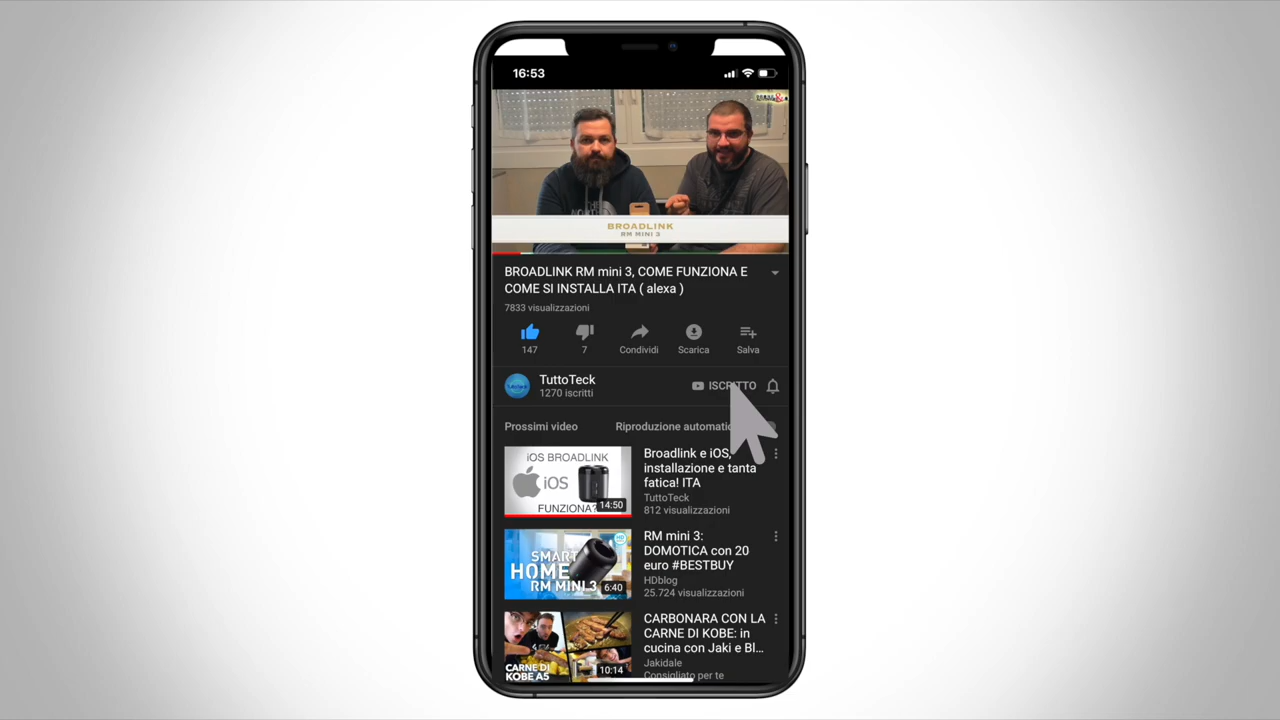 16:53
BROADLINK
RM MINI 3
BROADLINK RM mini 3, COME FUNZIONA E
COME SI INSTALLA ITA ( alexa )
7833 visualizzazioni
147
7
Condividi
Scarica
Salva
TuttoTeck
1270 iscritti
ISCRITTO
Prossimi video
Riproduzione automati
iOS BROADLINK
iOS
FUNZIONA?
14:50
Broadlink e iOS,
installazione e tanta
fatica! ITA
TuttoTeck
812 visualizzazioni
SMART
HOME
RM MINI 3
HD
6:40
RM mini 3:
DOMOTICA con 20
euro #BESTBUY
HDblog
25.724 visualizzazioni
CARNE DI
KOBE A5
10:14
CARBONARA CON LA
CARNE DI KOBE: in
cucina con Jaki e Bl...
Jakidale
Consigliato per te